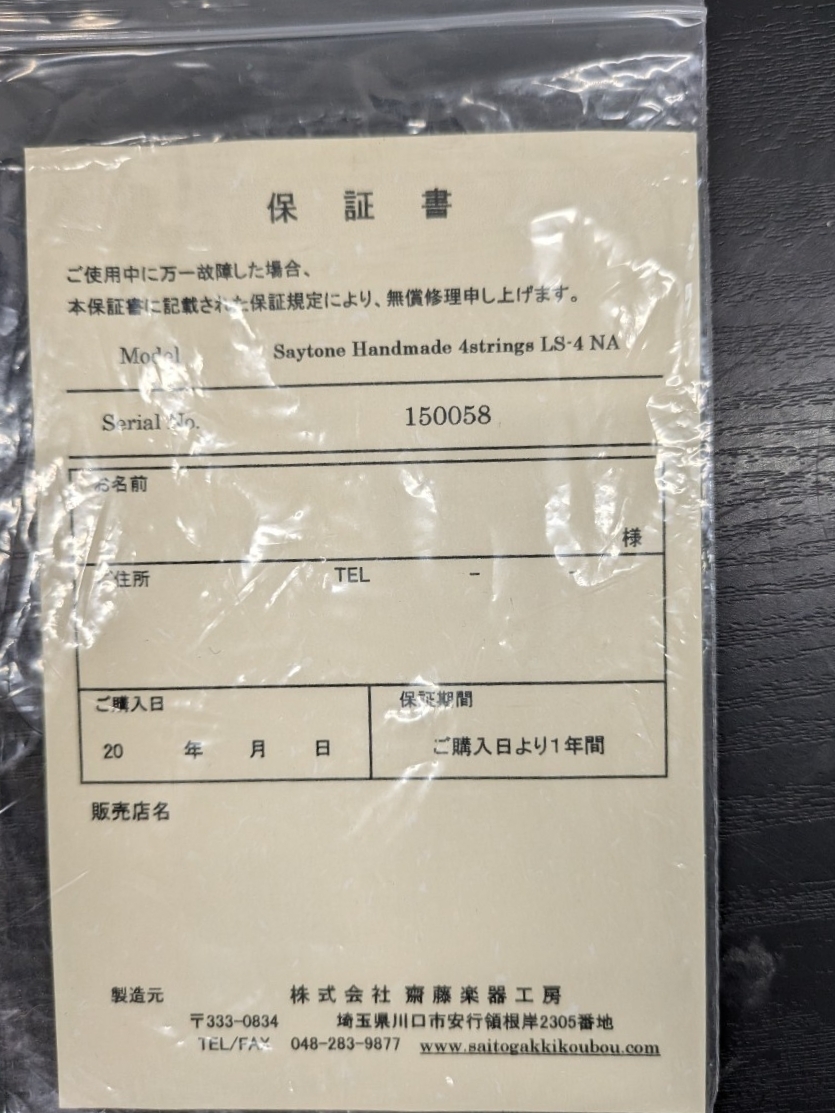 保証書
ご使用中に万一故障した場合、
本保証書に記載された保証規定により、無償修理申し上げます。
Model Saytone Handmade 4strings LS-4 NA
Serial No. 150058
お名前
様
ご住所 TEL - -
ご購入日 保証期間
20 年 月 日 ご購入日より1年間
販売店名
製造元 株式会社 齋藤楽器工房
〒333-0834 埼玉県川口市安行領根岸2305番地
TEL/FAX 048-283-9877 www.saitogakkikoubou.com